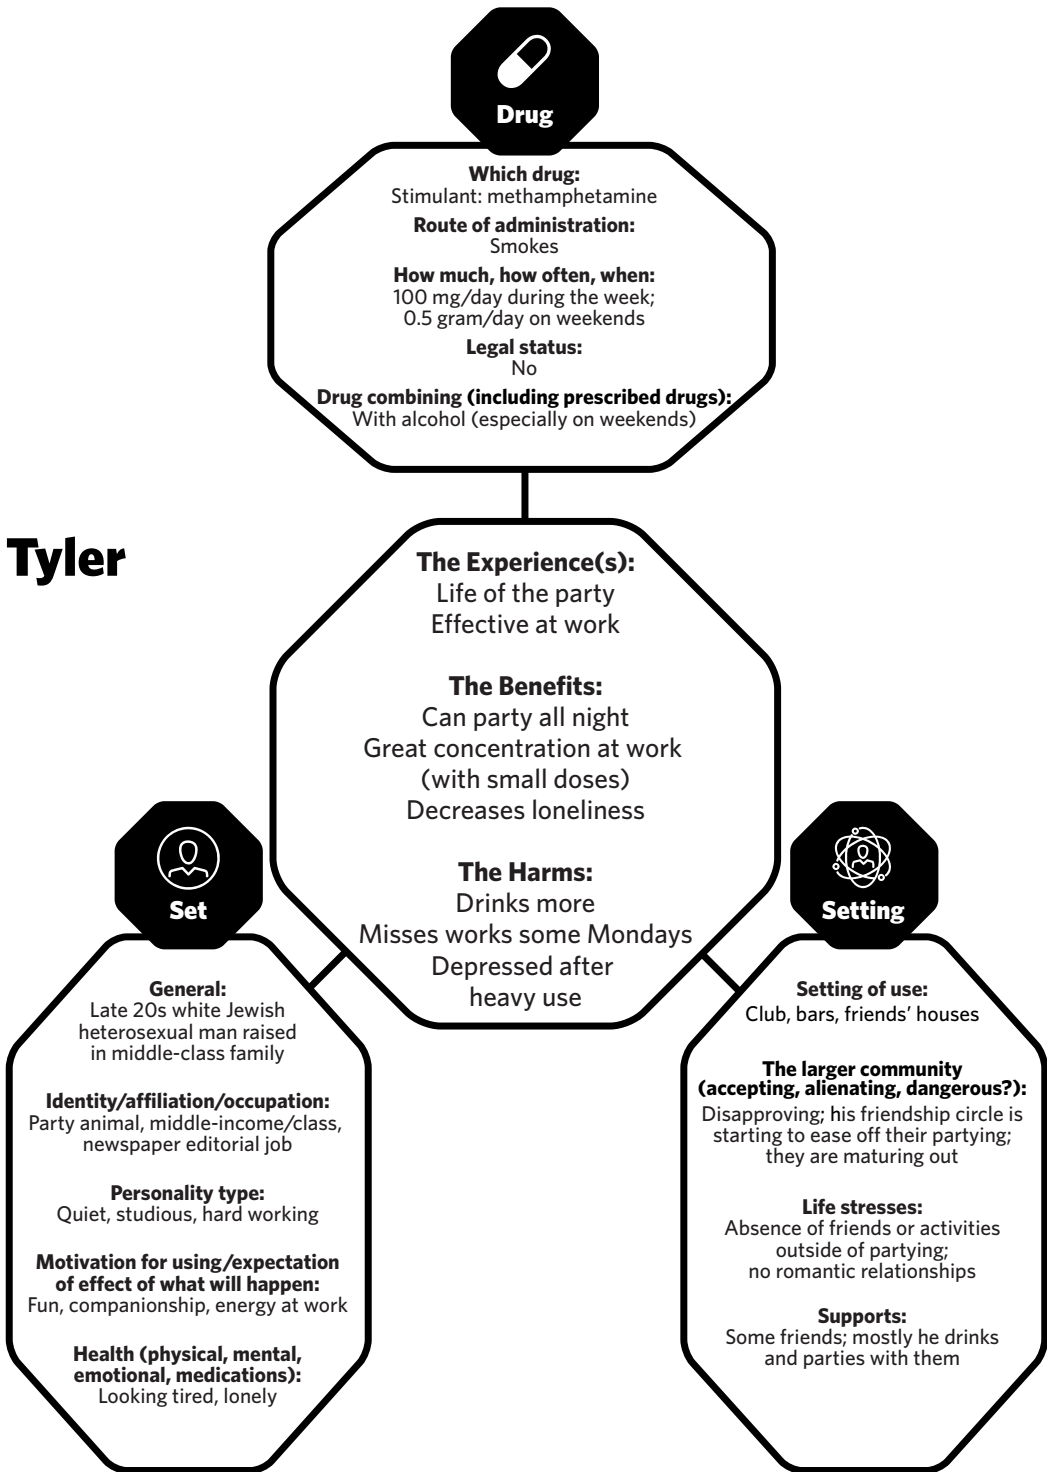 Drug
Which drug:
Stimulant: methamphetamine
Route of administration:
Smokes
How much, how often, when:
100 mg/day during the week;
0.5 gram/day on weekends
Legal status:
No
Drug combining (including prescribed drugs):
With alcohol (especially on weekends)
Tyler
The Experience(s):
Life of the party
Effective at work
The Benefits:
Can party all night
Great concentration at work
(with small doses)
Decreases loneliness
The Harms:
Drinks more
Misses works some Mondays
Depressed after
heavy use
Set
General:
Late 20s white Jewish
heterosexual man raised
in middle-class family
Identity/affiliation/occupation:
Party animal, middle-income/class,
newspaper editorial job
Personality type:
Quiet, studious, hard working
Motivation for using/expectation
of effect of what will happen:
Fun, companionship, energy at work
Health (physical, mental,
emotional, medications):
Looking tired, lonely
Setting
Setting of use:
Club, bars, friends’ houses
The larger community
(accepting, alienating, dangerous?):
Disapproving; his friendship circle is
starting to ease off their partying;
they are maturing out
Life stresses:
Absence of friends or activities
outside of partying;
no romantic relationships
Supports:
Some friends; mostly he drinks
and parties with them